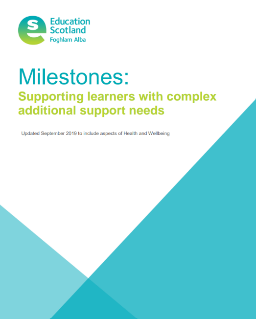 Education
Scotland
Foghlam Alba
Milestones:
Supporting learners with complex
additional support needs
Updated September 2019 to include aspects of Health and Wellbeing